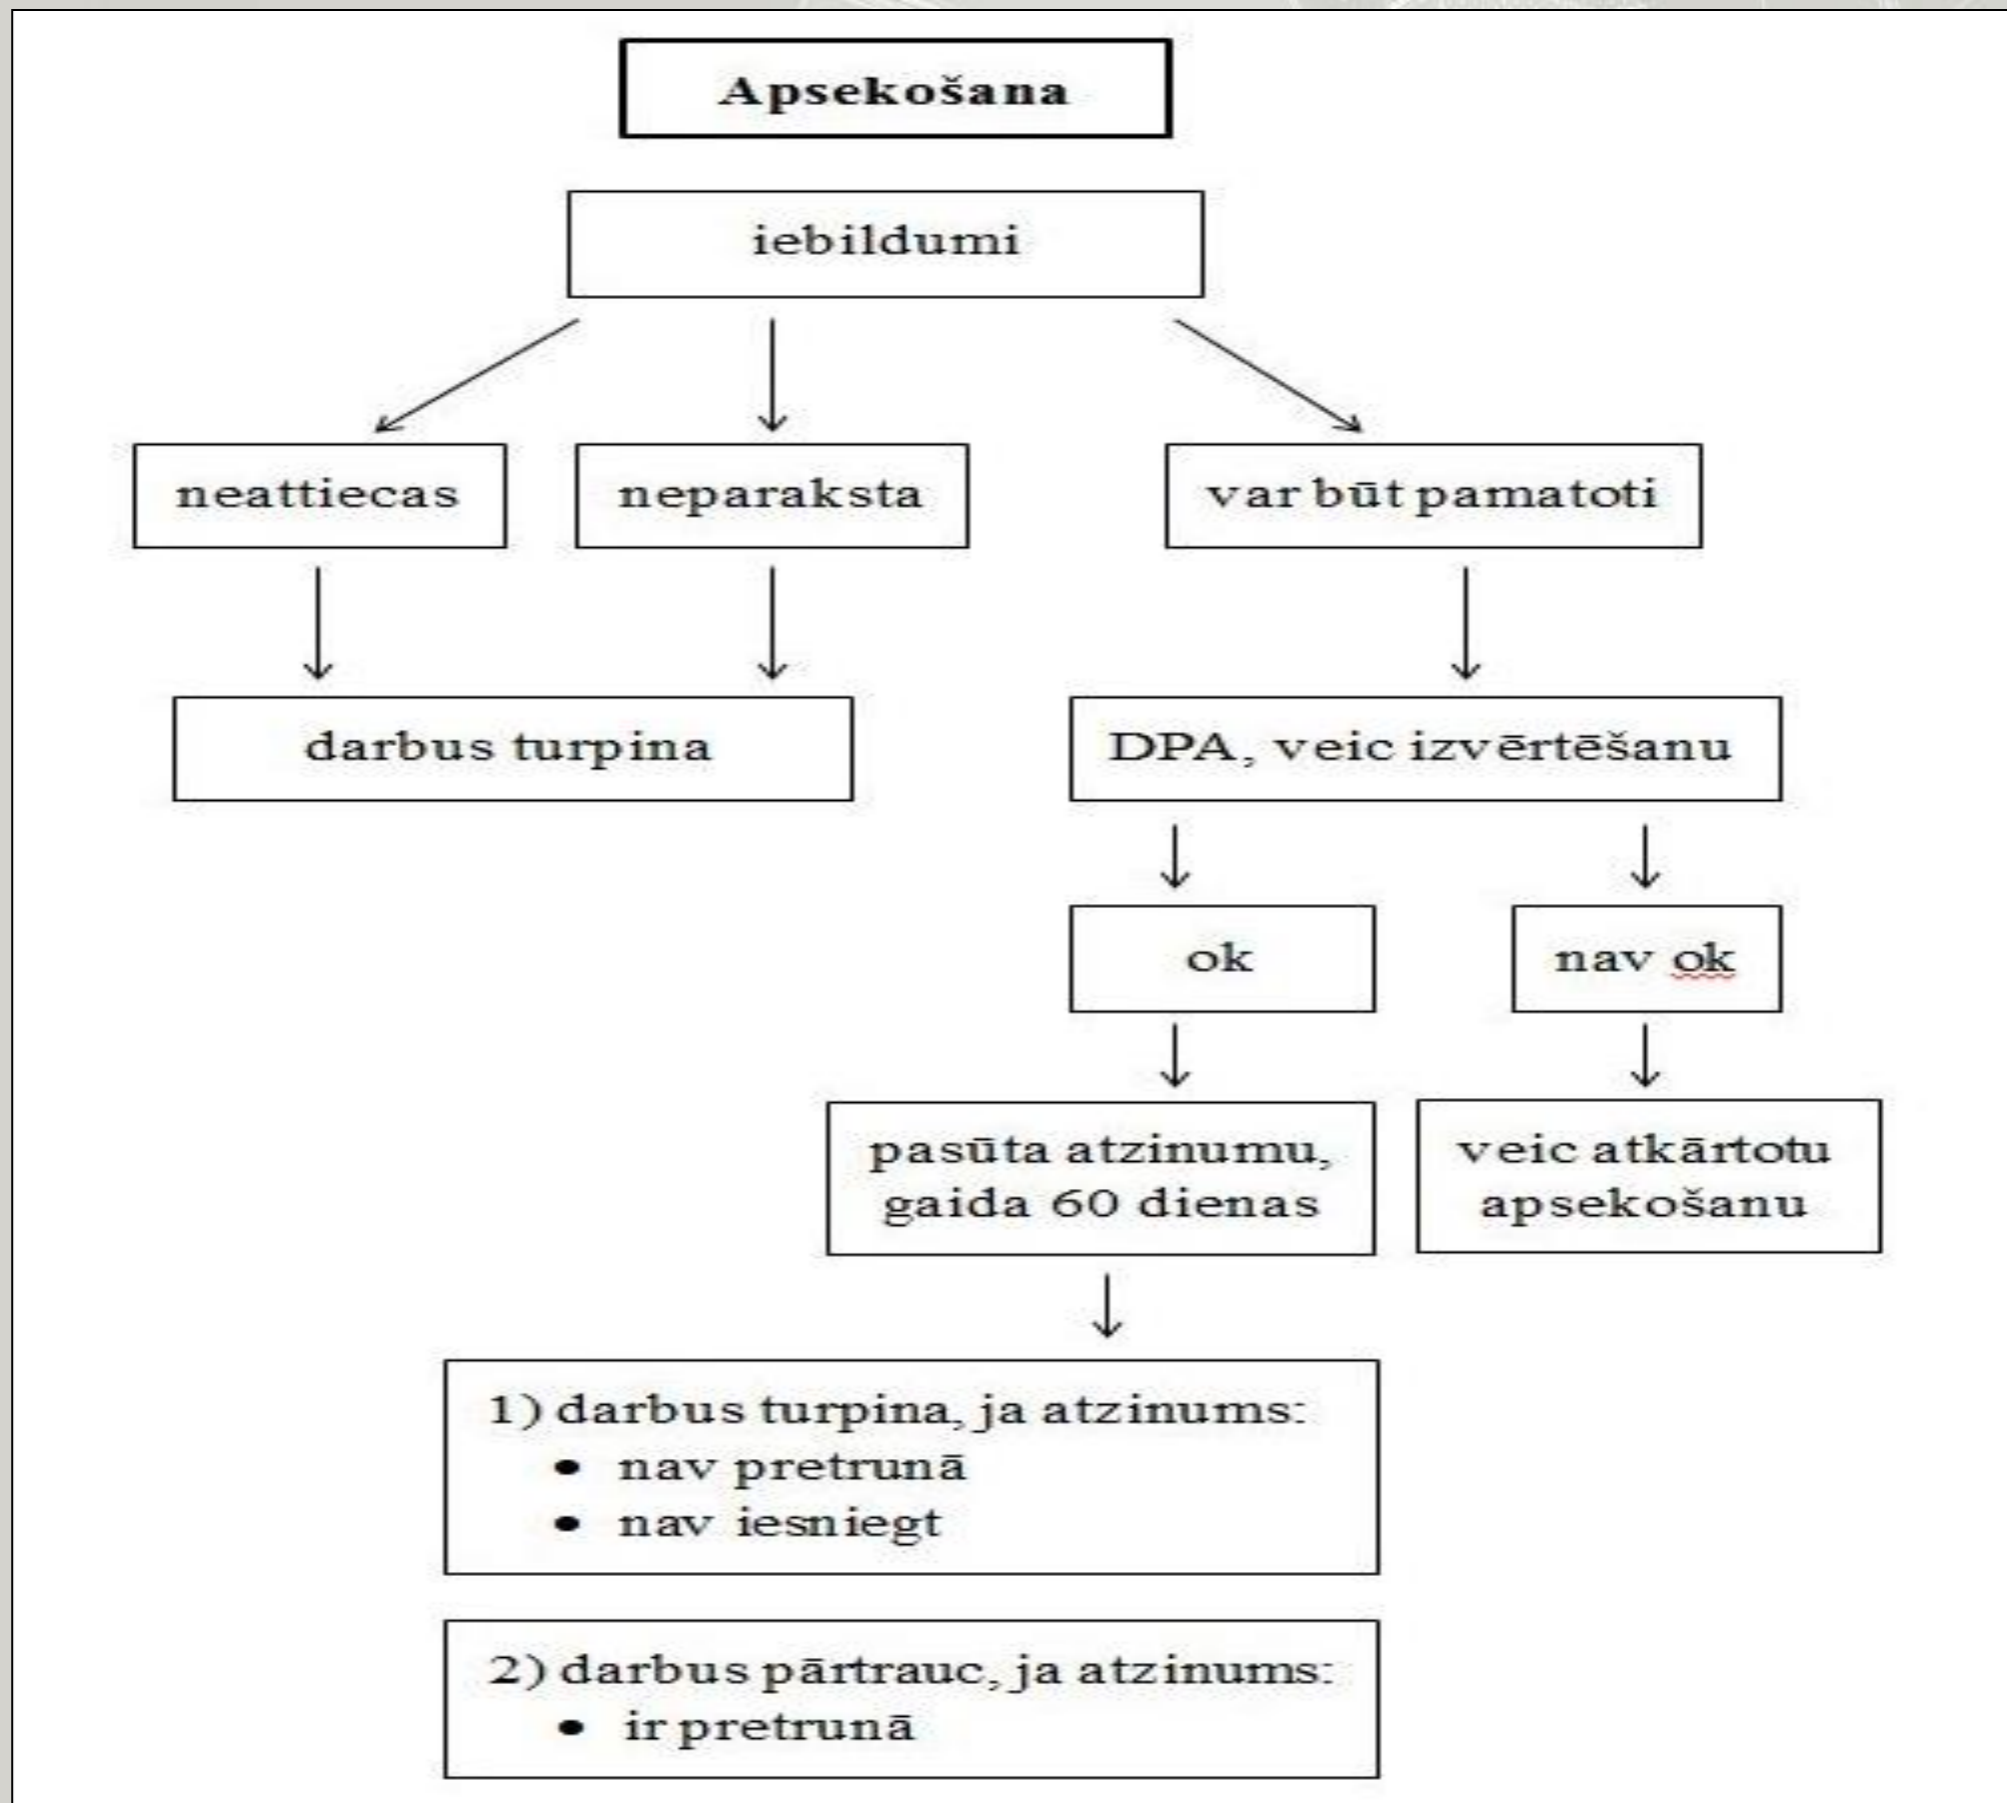 Apsekošana
iebildumi
neattiecas
neparaksta
var būt pamatoti
darbus turpina
DPA, veic izvērtēšanu
ok
nav ok
pasūta atzinumu,
gaida 60 dienas
veic atkārtotu
apsekošanu
1) darbus turpina, ja atzinums:
• nav pretrunā
• nav iesniegt
2) darbus pārtrauc, ja atzinums:
• ir pretrunā